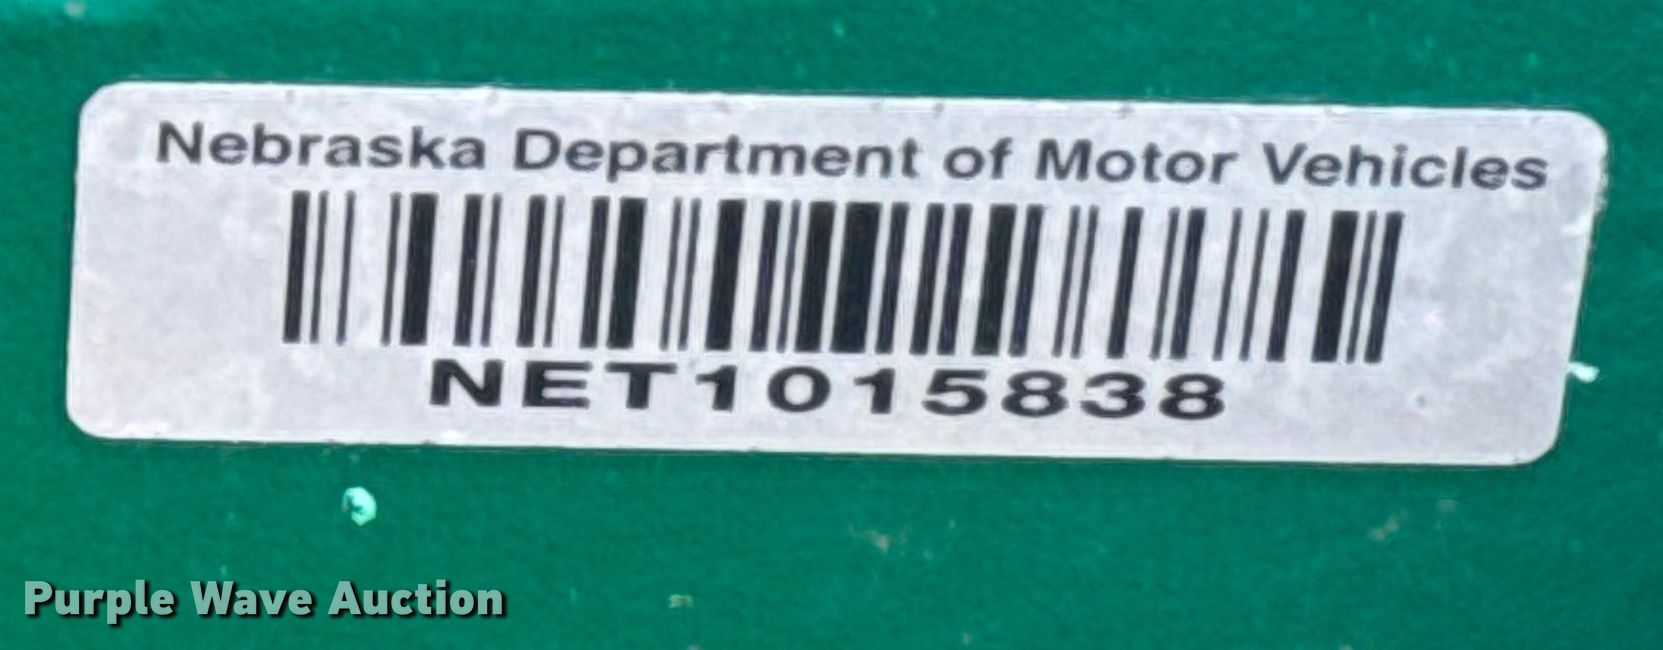 Nebraska Department of Motor Vehicles
NET1015838
Purple Wave Auction